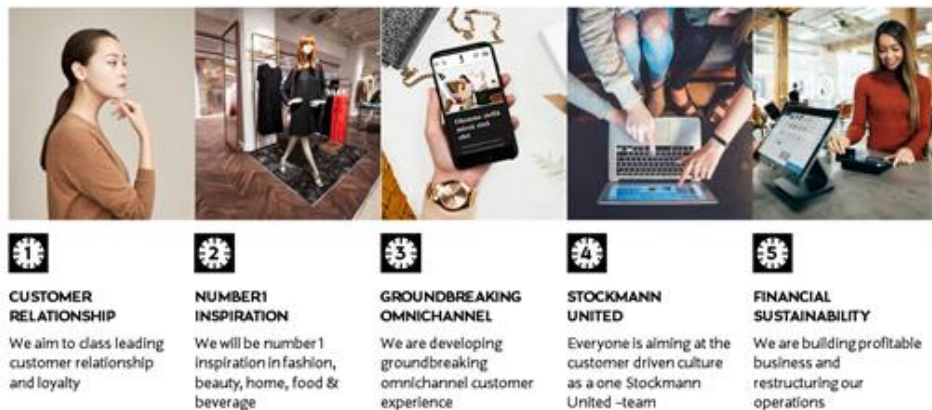 1
CUSTOMER
RELATIONSHIP
We aim to class leading
customer relationship
and loyalty
2
NUMBER1
INSPIRATION
We will be number1
inspiration in fashion,
beauty, home, food &
beverage
3
GROUNDBREAKING
OMNICHANNEL
We are developing
groundbreaking
omnichannel customer
experience
4
STOCKMANN
UNITED
Everyone is aiming at the
customer driven culture
as a one Stockmann
United –team
5
FINANCIAL
SUSTAINABILITY
We are building profitable
business and
restructuring our
operations